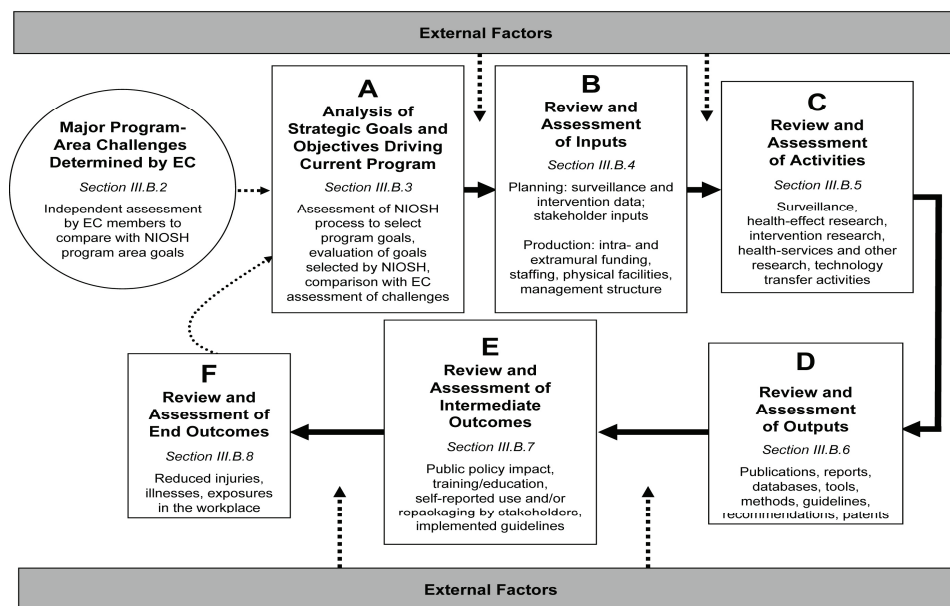 External Factors
Major Program-
Area Challenges
Determined by EC
Section III.B.2
Independent assessment
by EC members to
compare with NIOSH
program area goals
A
Analysis of
Strategic Goals and
Objectives Driving
Current Program
Section III.B.3
Assessment of NIOSH
process to select
program goals,
evaluation of goals
selected by NIOSH,
comparison with EC
assessment of challenges
B
Review and
Assessment
of Inputs
Section III.B.4
Planning: surveillance and
intervention data;
stakeholder inputs
Production: intra- and
extramural funding,
staffing, physical facilities,
management structure
C
Review and
Assessment
of Activities
Section III.B.5
Surveillance,
health-effect research,
intervention research,
health-services and other
research, technology
transfer activities
D
Review and
Assessment
of Outputs
Section III.B.6
Publications, reports,
databases, tools,
methods, guidelines,
recommendations, patents
E
Review and
Assessment of
Intermediate
Outcomes
Section III.B.7
Public policy impact,
training/education,
self-reported use and/or
repackaging by stakeholders,
implemented guidelines
F
Review and
Assessment of
End Outcomes
Section III.B.8
Reduced injuries,
illnesses, exposures
in the workplace
External Factors